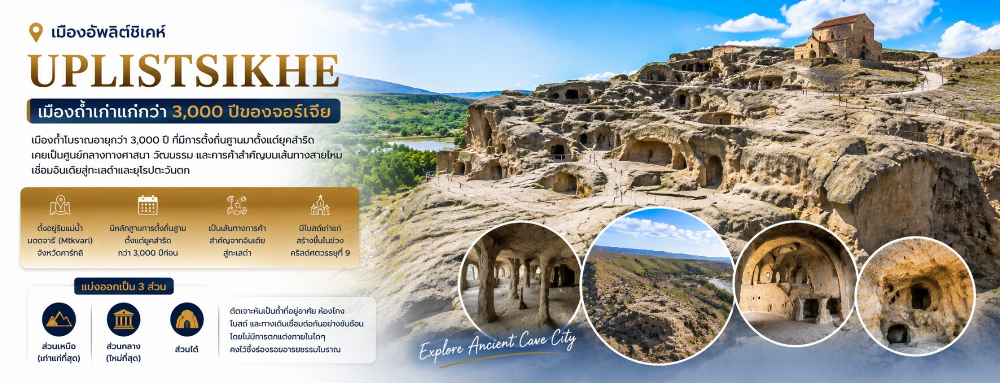 เมืองอัพลิต์ชิเคห์
UPLISTSIKHE
เมืองถ้ำเก่าแก่กว่า 3,000 ปีของจอร์เจีย
เมืองถ้ำโบราณอายุกว่า 3,000 ปี ที่มีการตั้งถิ่นฐานมาตั้งแต่ยุคสำริด
เคยเป็นศูนย์กลางทางศาสนา วัฒนธรรม และการค้าสำคัญบนเส้นทางสายไหม
เชื่อมอินเดียสู่ทะเลดำและยุโรปตะวันตก
ตั้งอยู่ริมแม่น้ำ
มตตจารี (Mtkvari)
จังหวัดคาร์ทลี
มีหลักฐานการตั้งถิ่นฐาน
ตั้งแต่ยุคสำริด
กว่า 3,000 ปีก่อน
เป็นเส้นทางการค้า
สำคัญจากอินเดีย
สู่ทะเลดำ
มีโบสถ์เก่าแก่
สร้างขึ้นในช่วง
คริสต์ศตวรรษที่ 9
แบ่งออกเป็น 3 ส่วน
ส่วนเหนือ
(เก่าแก่ที่สุด)
ส่วนกลาง
(ใหม่ที่สุด)
ส่วนใต้
ตัดเจาะหินเป็นถ้ำที่อยู่อาศัย ห้องโถง
โบสถ์ และทางเดินเชื่อมต่อกันอย่างซับซ้อน
โดยไม่มีการตกแต่งภายในใดๆ
คงไว้ซึ่งร่องรอยอารยธรรมโบราณ
Explore Ancient Cave City